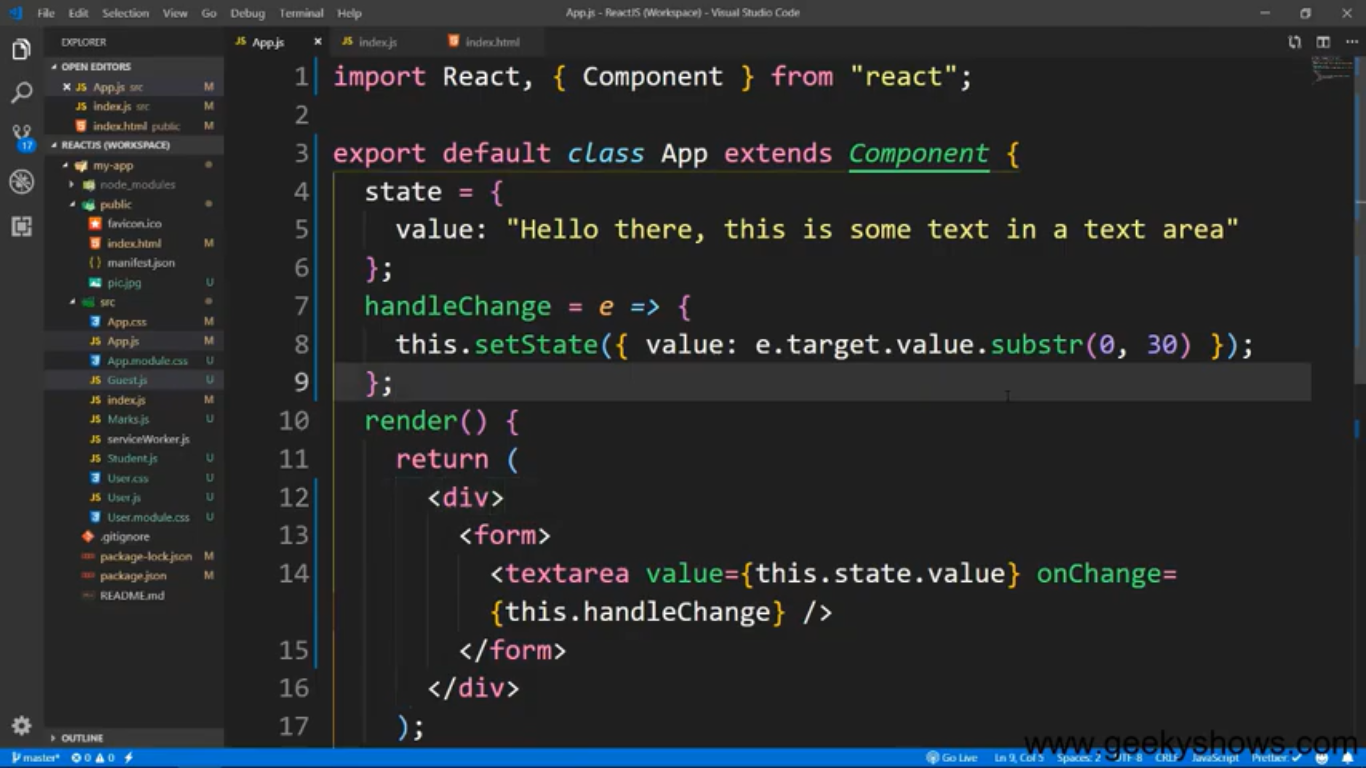 File Edit Selection View Go Debug Terminal Help App.js - ReactJS (Workspace) - Visual Studio Code
EXPLORER
OPEN EDITORS
App.js src M
index.js src M
index.html public M
REACTJS (WORKSPACE)
my-app
node_modules
public
favicon.ico
index.html M
manifest.json
pic.jpg U
src
App.css M
App.js M
App.module.css U
Guest.js U
index.js M
Marks.js U
serviceWorker.js
Student.js U
User.css U
User.js U
User.module.css U
.gitignore
package-lock.json M
package.json M
README.md
OUTLINE
17
App.js index.js index.html
1 import React, { Component } from "react";
2
3 export default class App extends Component {
4 state = {
5 value: "Hello there, this is some text in a text area"
6 };
7 handleChange = e => {
8 this.setState({ value: e.target.value.substr(0, 30) });
9 };
10 render() {
11 return (
12 <div>
13 <form>
14 <textarea value={this.state.value} onChange=
{this.handleChange} />
15 </form>
16 </div>
17 );
www.geekyshows.com
master* 0 0 Go Live Ln 9, Col 5 Spaces: 2 UTF-8 CRLF JavaScript Prettier: ✓